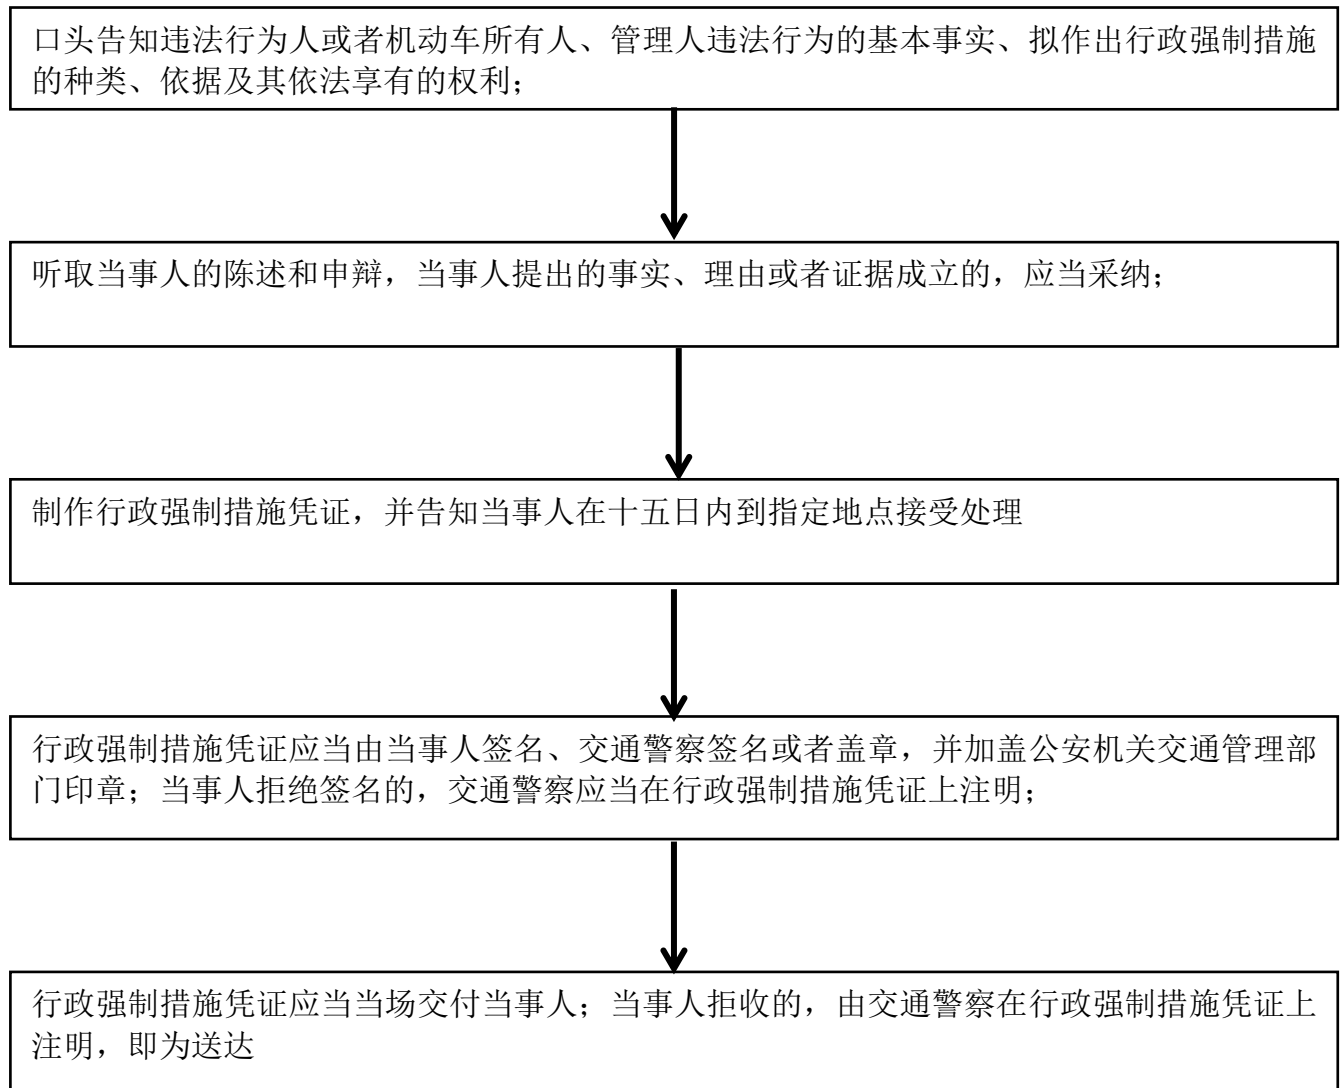 口头告知违法行为人或者机动车所有人、管理人违法行为的基本事实、拟作出行政强制措施
的种类、依据及其依法享有的权利；
听取当事人的陈述和申辩，当事人提出的事实、理由或者证据成立的，应当采纳；
制作行政强制措施凭证，并告知当事人在十五日内到指定地点接受处理
行政强制措施凭证应当由当事人签名、交通警察签名或者盖章，并加盖公安机关交通管理部
门印章；当事人拒绝签名的，交通警察应当在行政强制措施凭证上注明；
行政强制措施凭证应当当场交付当事人；当事人拒收的，由交通警察在行政强制措施凭证上
注明，即为送达